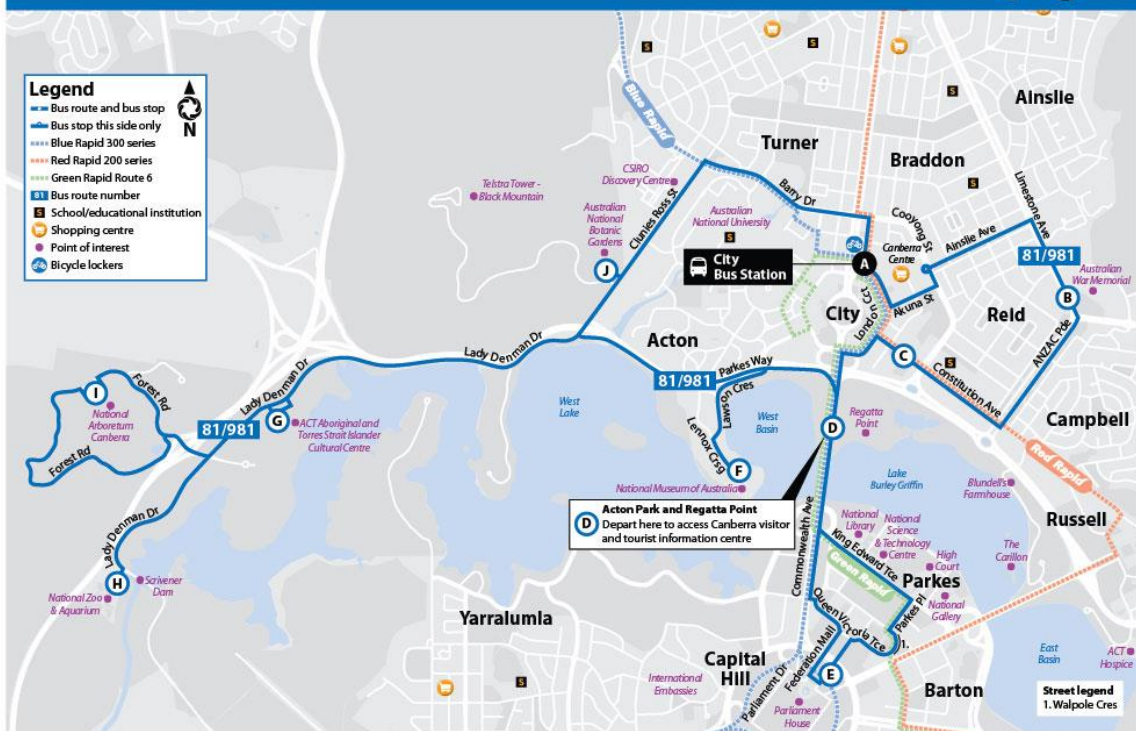 Legend
N
Bus route and bus stop
Bus stop this side only
Blue Rapid 300 series
Red Rapid 200 series
Green Rapid Route 6
81 Bus route number
S School/educational institution
Shopping centre
Point of interest
Bicycle lockers
S
S
S
S
Ainslie
Blue Rapid
Turner
Braddon
CSIRO
Discovery Centre
Telstra Tower -
Black Mountain
Barry Dr
Limestone Ave
Clunies Ross St
Australian
National
Botanic
Gardens
Australian
National University
S
Cooyong St
Ainslie Ave
Canberra
Centre
81/981
J
City
Bus Station
A
Australian
War Memorial
B
Akuna St
City
London Cct
Reid
ANZAC Pde
Acton
Lady Denman Dr
C
S
Constitution Ave
Parkes Way
81/981
Lawson Cres
Campbell
Lady Denman Dr
I
Forest Rd
National
Arboretum
Canberra
Forest Rd
81/981
G
ACT Aboriginal and
Torres Strait Islander
Cultural Centre
West
Lake
West
Basin
Lennox Crsg
F
D
Regatta
Point
Red Rapid
National Museum of Australia
Lake
Burley Griffin
Blundell's
Farmhouse
D
Acton Park and Regatta Point
Depart here to access Canberra visitor
and tourist information centre
Russell
Commonwealth Ave
National
Library
National
Science
& Technology
Centre
King Edward Tce
High
Court
The
Carillon
Green Rapid
Parkes
Lady Denman Dr
H
Scrivener
Dam
National Zoo
& Aquarium
Yarralumla
Queen Victoria Tce
Parkes Pl
National
Gallery
1.
Federation Mall
Capital
Hill
E
Parliament Dr
International
Embassies
S
Parliament
House
Barton
East
Basin
ACT
Hospice
Street legend
1. Walpole Cres